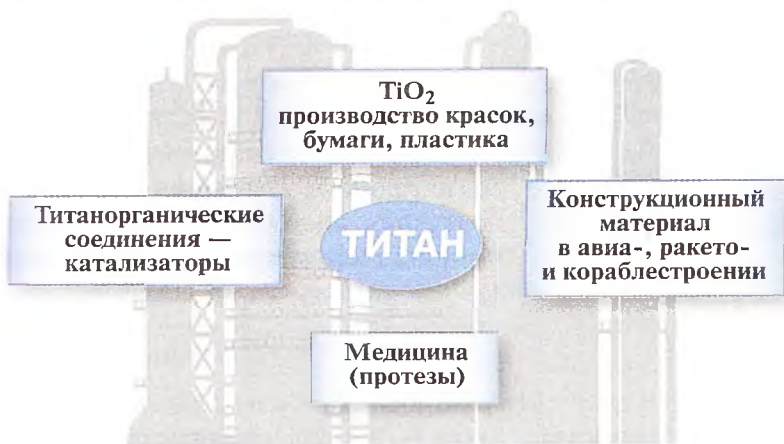 TiO₂
производство красок,
бумаги, пластика
Титанорганические
соединения —
катализаторы
ТИТАН
Конструкционный
материал
в авиа-, ракето-
и кораблестроении
Медицина
(протезы)